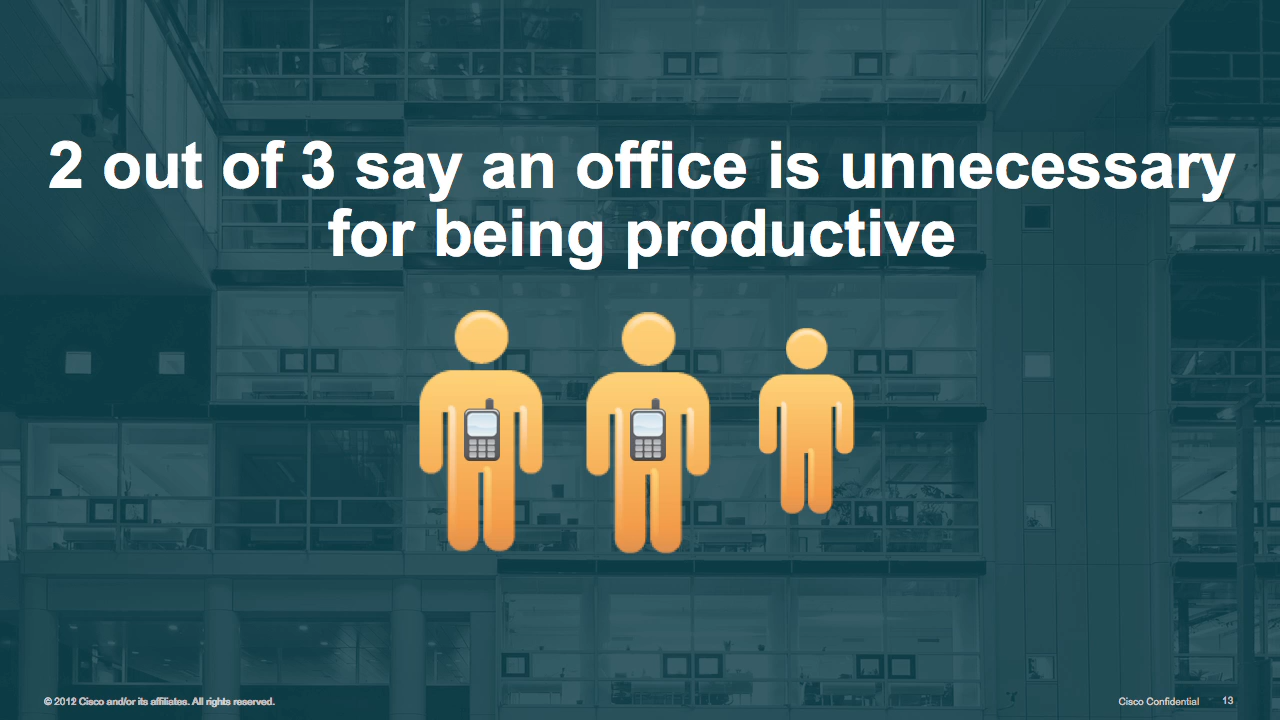 2 out of 3 say an office is unnecessary
for being productive
© 2012 Cisco and/or its affiliates. All rights reserved.
Cisco Confidential 13